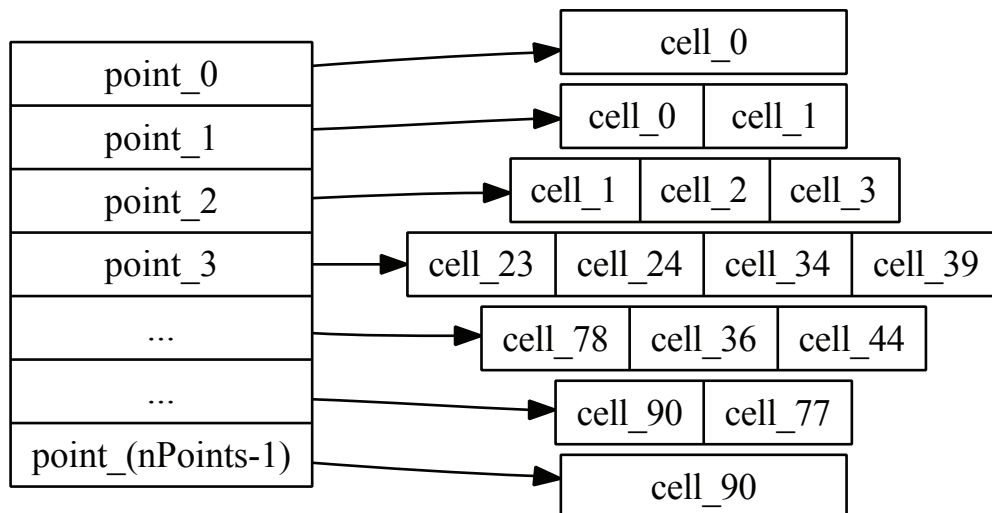 point_0 cell_0
point_1 cell_0 cell_1
point_2 cell_1 cell_2 cell_3
point_3 cell_23 cell_24 cell_34 cell_39
... cell_78 cell_36 cell_44
... cell_90 cell_77
point_(nPoints-1) cell_90